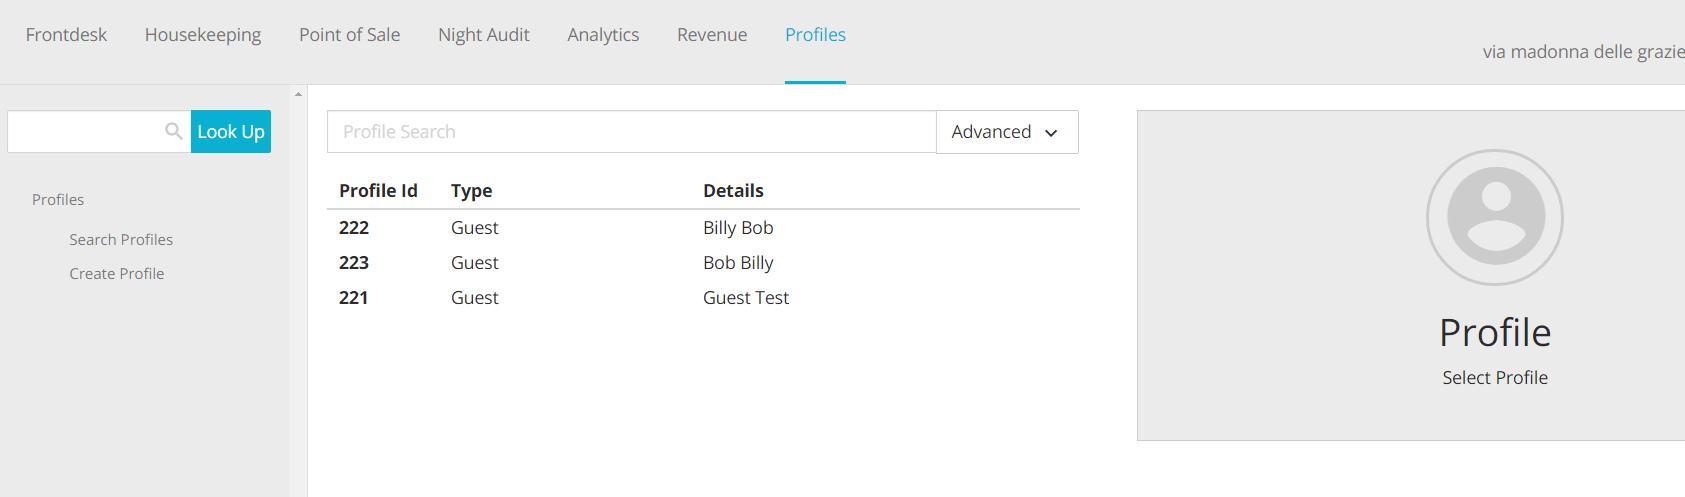 Frontdesk Housekeeping Point of Sale Night Audit Analytics Revenue Profiles
via madonna delle grazie
Look Up
Profiles
Search Profiles
Create Profile
Profile Search Advanced
Profile Id Type Details
222 Guest Billy Bob
223 Guest Bob Billy
221 Guest Guest Test
Profile
Select Profile